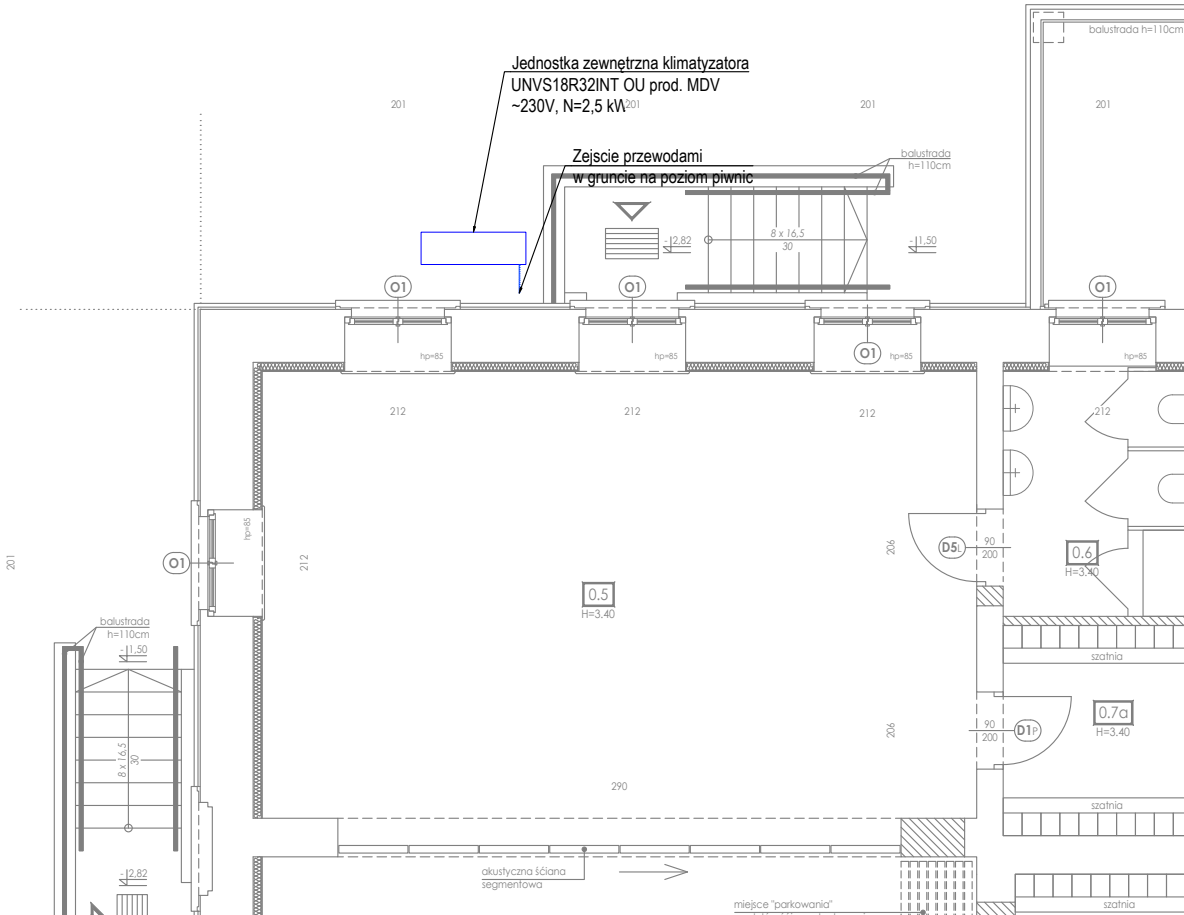 balustrada h=110cm
Jednostka zewnętrzna klimatyzatora
UNVS18R32INT OU prod. MDV
~230V, N=2,5 kW
201
201
201
201
Zejscie przewodami
w gruncie na poziom piwnic
balustrada
h=110cm
8 x 16,5
30
-2,82
-1,50
O1
O1
O1
O1
hp=85
hp=85
hp=85
hp=85
212
212
212
212
201
O1
hp=85
212
206
D5L
90
200
0.6
H=3.40
0.5
H=3.40
balustrada
h=110cm
-1,50
szatnia
8 x 16,5
30
206
90
200
D1P
0.7a
H=3.40
290
szatnia
-2,82
akustyczna śćiana
segmentowa
miejsce "parkowania"
szatnia